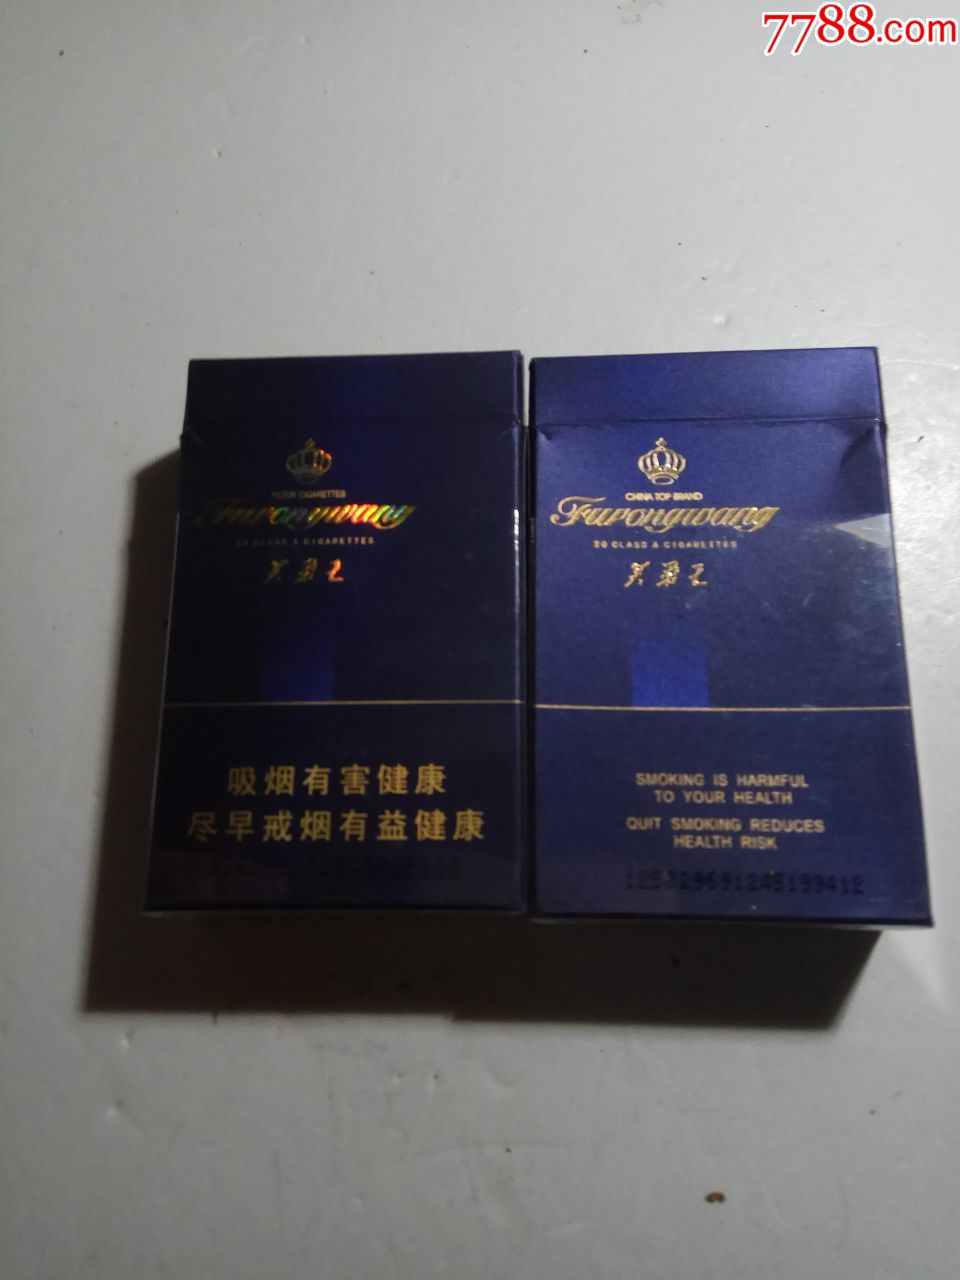 7788.com
FILTER CIGARETTES
Furongwang
20 CLASS A CIGARETTES
芙蓉王
吸烟有害健康
尽早戒烟有益健康
CHINA TOP BRAND
Furongwang
20 CLASS A CIGARETTES
芙蓉王
SMOKING IS HARMFUL
TO YOUR HEALTH
QUIT SMOKING REDUCES
HEALTH RISK